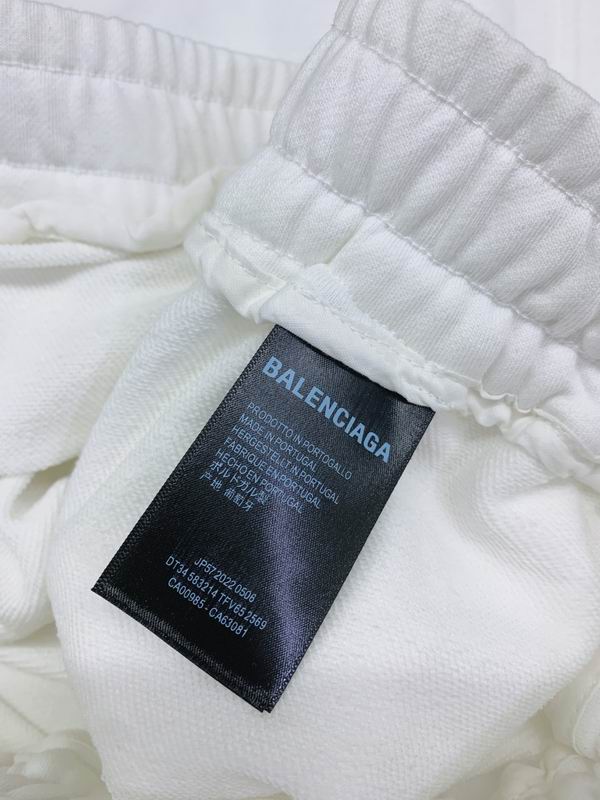 BALENCIAGA
PRODOTTO IN PORTOGALLO
MADE IN PORTUGAL
HERGESTELLT IN PORTUGAL
FABRIQUE EN PORTUGAL
HECHO EN PORTUGAL
ポルトガル製
产地 葡萄牙
JP57 2022 0506
DT34 583214 TFV65 2569
CA00985 - CA63081